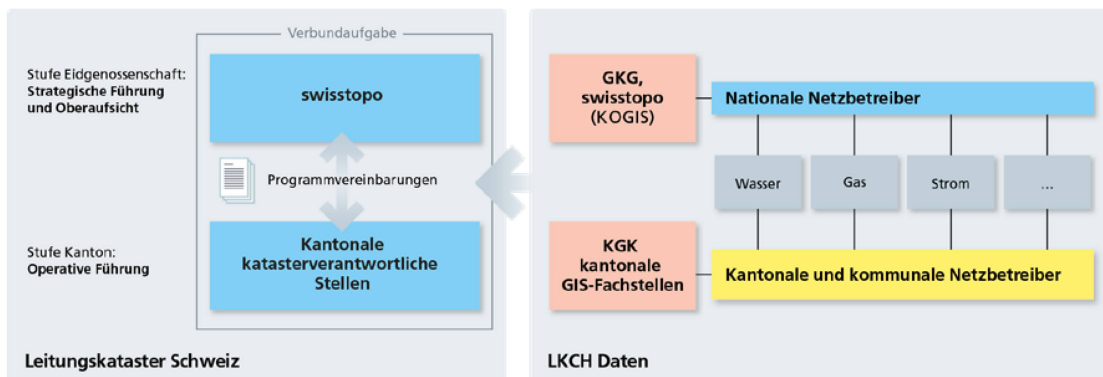 Verbundaufgabe
Stufe Eidgenossenschaft:
Strategische Führung
und Oberaufsicht
swisstopo
Programmvereinbarungen
Stufe Kanton:
Operative Führung
Kantonale
katasterverantwortliche
Stellen
Leitungskataster Schweiz
GKG,
swisstopo
(KOGIS)
Nationale Netzbetreiber
Wasser
Gas
Strom
...
KGK
kantonale
GIS-Fachstellen
Kantonale und kommunale Netzbetreiber
LKCH Daten